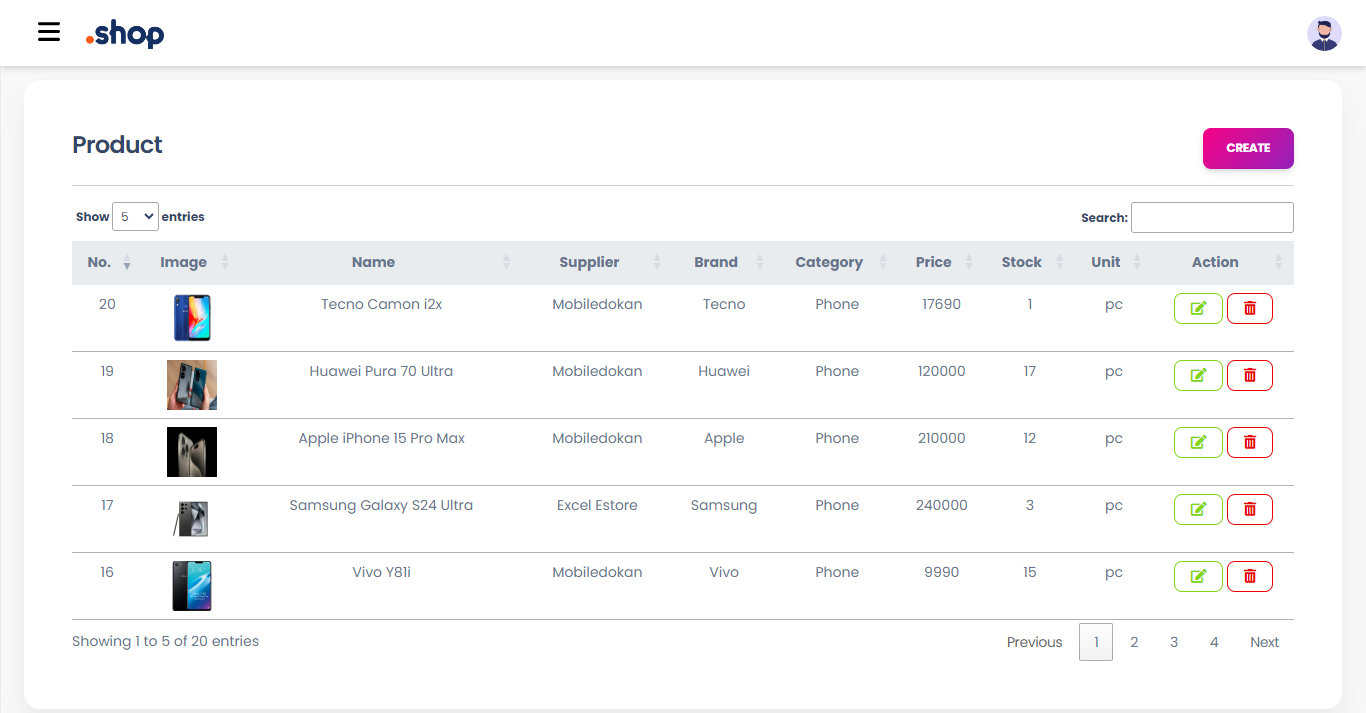 .shop
Product
CREATE
Show 5 entries
Search:
No. Image Name Supplier Brand Category Price Stock Unit Action
20 Tecno Camon i2x Mobiledokan Tecno Phone 17690 1 pc
19 Huawei Pura 70 Ultra Mobiledokan Huawei Phone 120000 17 pc
18 Apple iPhone 15 Pro Max Mobiledokan Apple Phone 210000 12 pc
17 Samsung Galaxy S24 Ultra Excel Estore Samsung Phone 240000 3 pc
16 Vivo Y81i Mobiledokan Vivo Phone 9990 15 pc
Showing 1 to 5 of 20 entries
Previous 1 2 3 4 Next